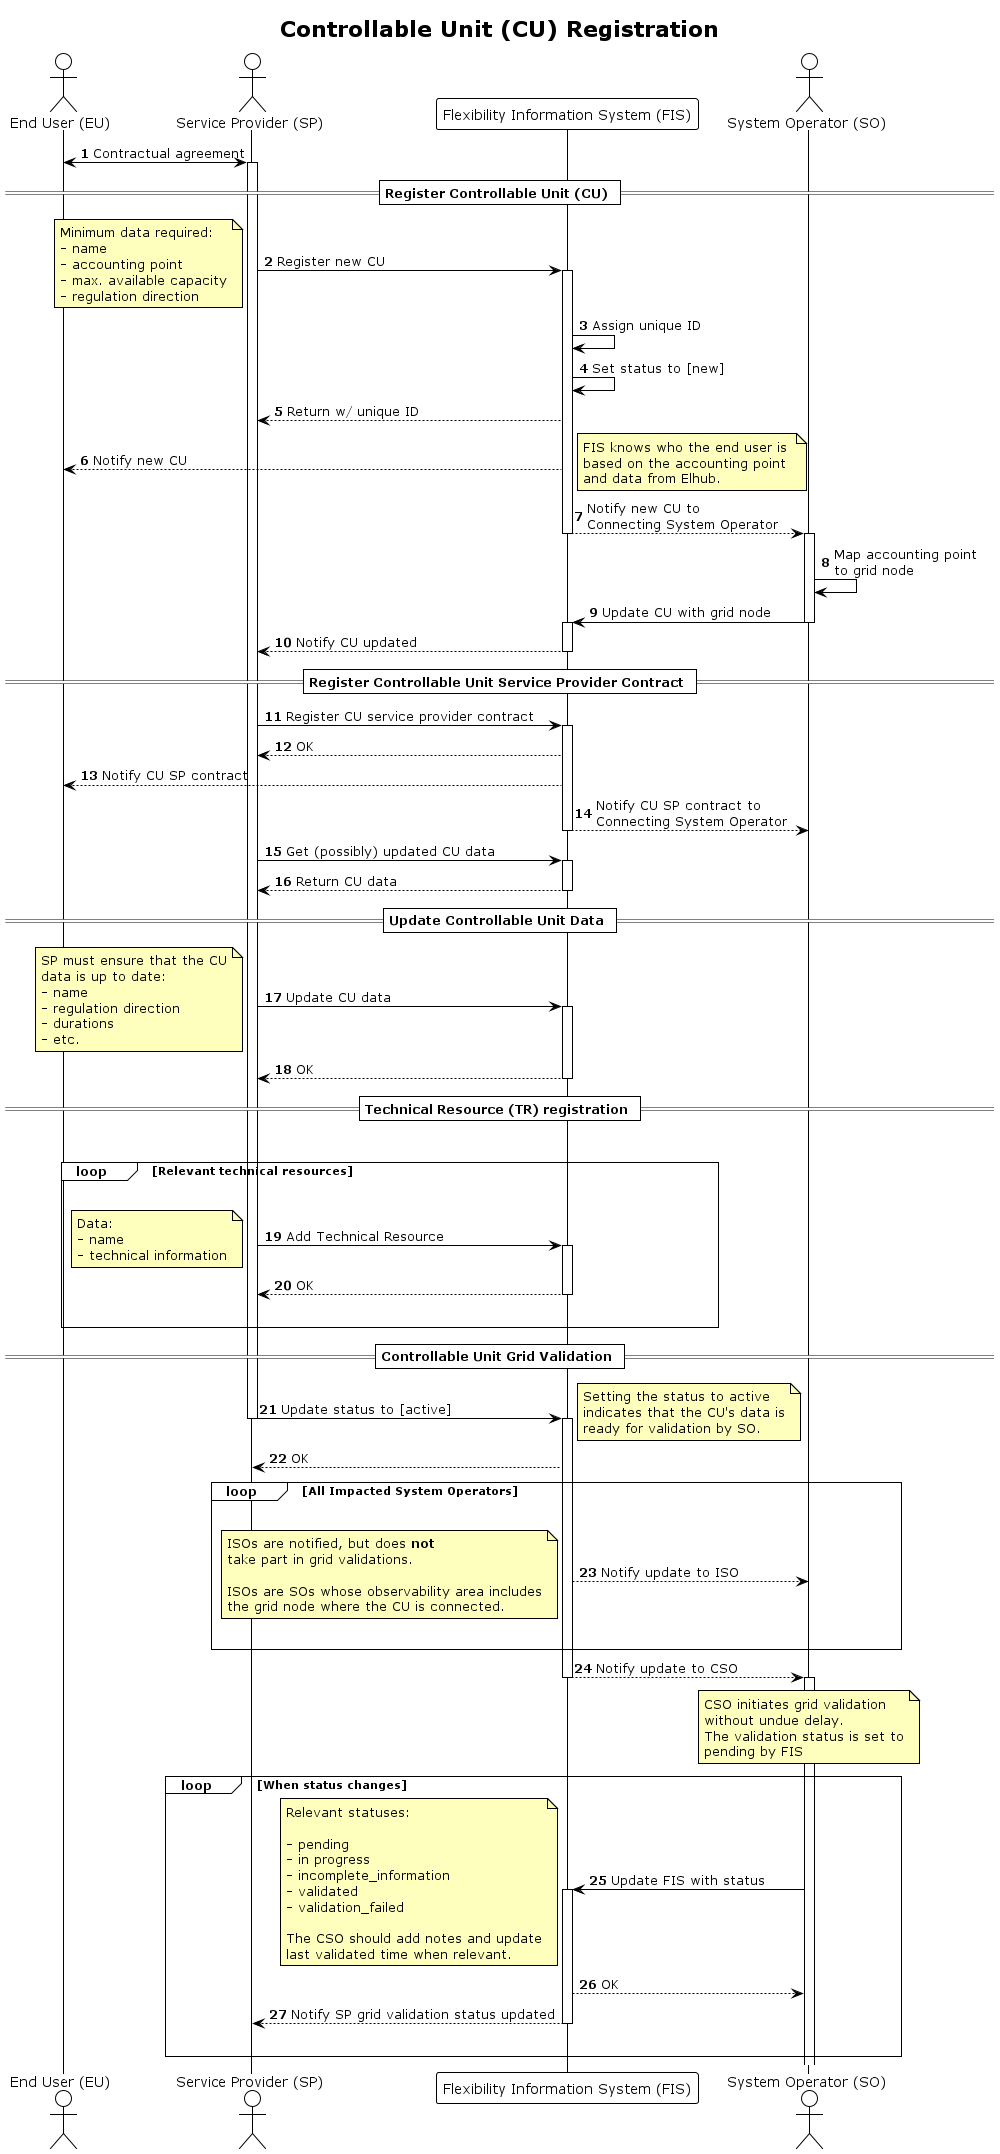 Controllable Unit (CU) Registration
End User (EU)
Service Provider (SP)
Flexibility Information System (FIS)
System Operator (SO)
1 Contractual agreement
Register Controllable Unit (CU)
Minimum data required:
- name
- accounting point
- max. available capacity
- regulation direction
2 Register new CU
3 Assign unique ID
4 Set status to [new]
5 Return w/ unique ID
FIS knows who the end user is
based on the accounting point
and data from Elhub.
6 Notify new CU
7 Notify new CU to
Connecting System Operator
8 Map accounting point
to grid node
9 Update CU with grid node
10 Notify CU updated
Register Controllable Unit Service Provider Contract
11 Register CU service provider contract
12 OK
13 Notify CU SP contract
14 Notify CU SP contract to
Connecting System Operator
15 Get (possibly) updated CU data
16 Return CU data
Update Controllable Unit Data
SP must ensure that the CU
data is up to date:
- name
- regulation direction
- durations
- etc.
17 Update CU data
18 OK
Technical Resource (TR) registration
loop [Relevant technical resources]
Data:
- name
- technical information
19 Add Technical Resource
20 OK
Controllable Unit Grid Validation
21 Update status to [active]
Setting the status to active
indicates that the CU's data is
ready for validation by SO.
22 OK
loop [All Impacted System Operators]
ISOs are notified, but does not
take part in grid validations.
ISOs are SOs whose observability area includes
the grid node where the CU is connected.
23 Notify update to ISO
24 Notify update to CSO
CSO initiates grid validation
without undue delay.
The validation status is set to
pending by FIS
loop [When status changes]
Relevant statuses:
- pending
- in progress
- incomplete_information
- validated
- validation_failed
The CSO should add notes and update
last validated time when relevant.
25 Update FIS with status
26 OK
27 Notify SP grid validation status updated
End User (EU)
Service Provider (SP)
Flexibility Information System (FIS)
System Operator (SO)